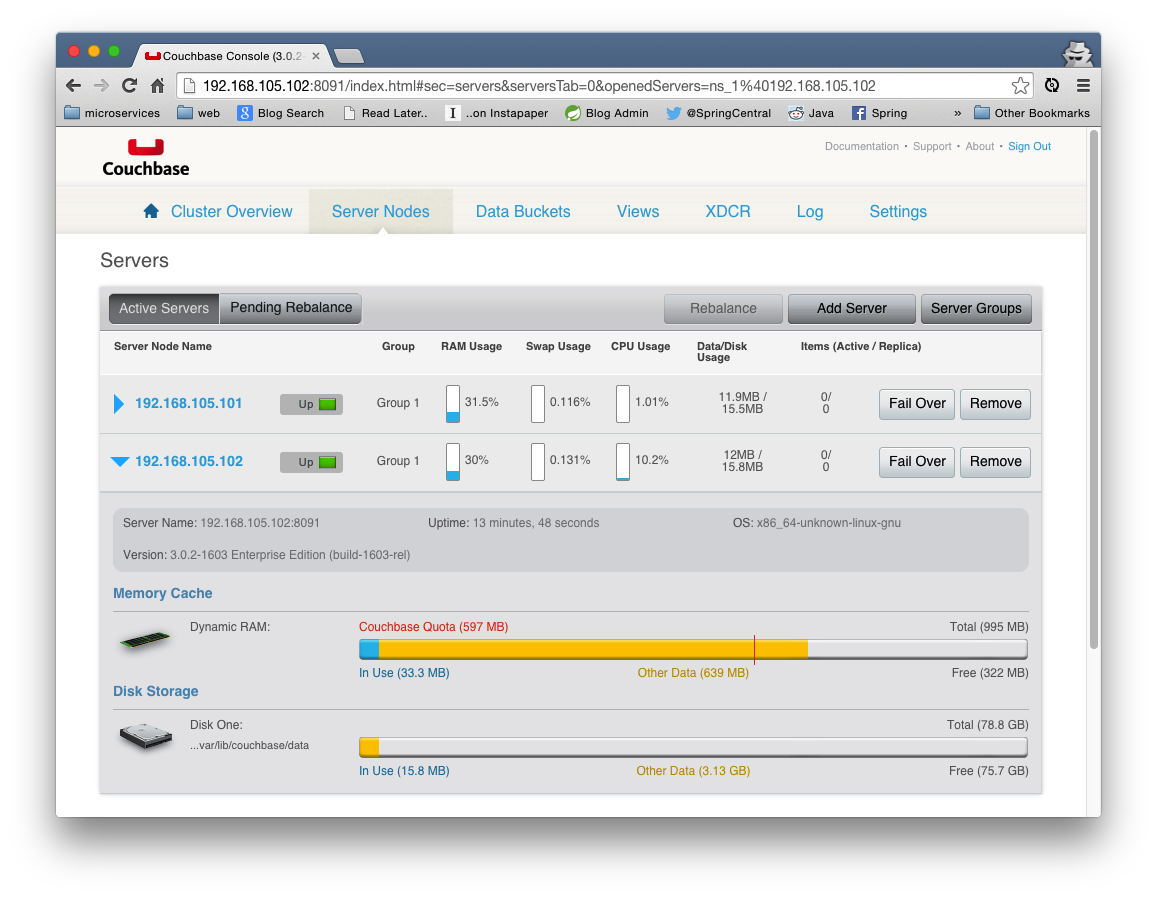 Couchbase Console (3.0.2-
192.168.105.102:8091/index.html#sec=servers&serversTab=0&openedServers=ns_1%40192.168.105.102
microservices web Blog Search Read Later.. ..on Instapaper Blog Admin @SpringCentral Java Spring » Other Bookmarks
Couchbase
Documentation • Support • About • Sign Out
Cluster Overview Server Nodes Data Buckets Views XDCR Log Settings
Servers
Active Servers Pending Rebalance Rebalance Add Server Server Groups
Server Node Name Group RAM Usage Swap Usage CPU Usage Data/Disk Usage Items (Active / Replica)
192.168.105.101 Up Group 1 31.5% 0.116% 1.01% 11.9MB / 15.5MB 0/ 0 Fail Over Remove
192.168.105.102 Up Group 1 30% 0.131% 10.2% 12MB / 15.8MB 0/ 0 Fail Over Remove
Server Name: 192.168.105.102:8091 Uptime: 13 minutes, 48 seconds OS: x86_64-unknown-linux-gnu
Version: 3.0.2-1603 Enterprise Edition (build-1603-rel)
Memory Cache
Dynamic RAM: Couchbase Quota (597 MB) Total (995 MB)
In Use (33.3 MB) Other Data (639 MB) Free (322 MB)
Disk Storage
Disk One: Total (78.8 GB)
...var/lib/couchbase/data
In Use (15.8 MB) Other Data (3.13 GB) Free (75.7 GB)